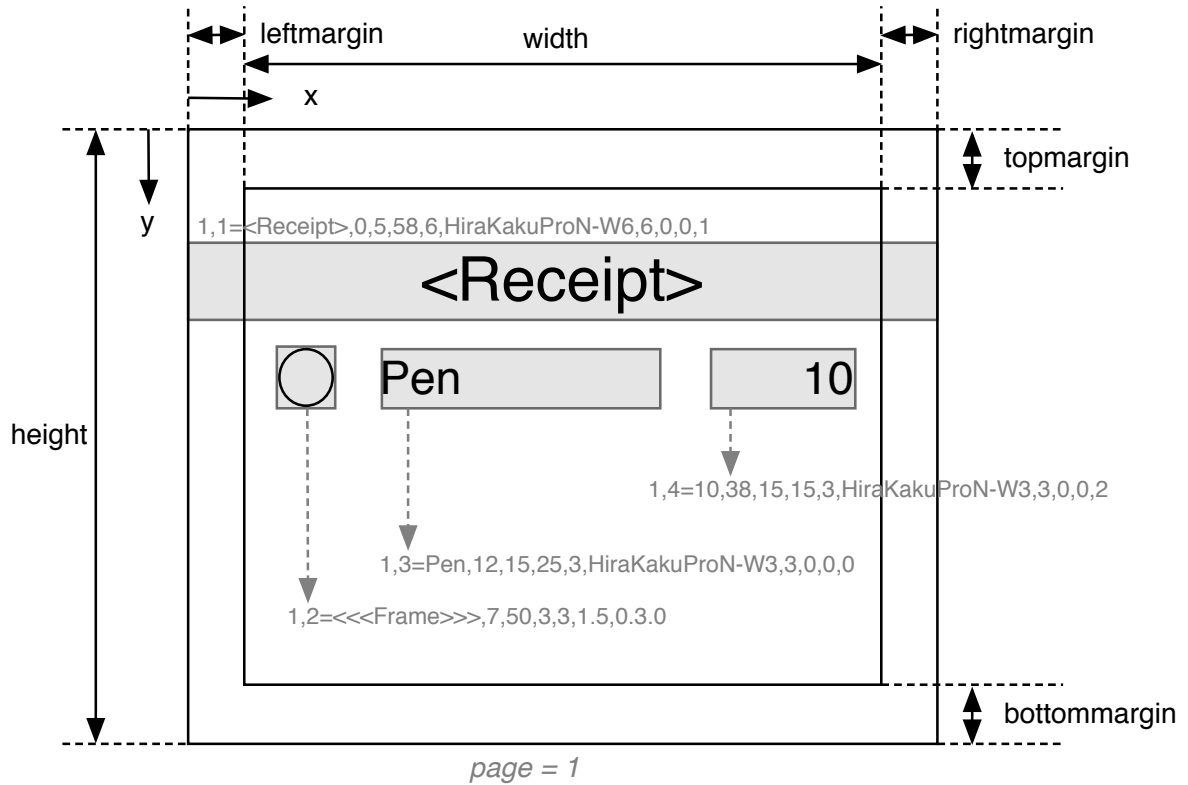 leftmargin
width
rightmargin
x
topmargin
y
1,1=<Receipt>,0,5,58,6,HiraKakuProN-W6,6,0,0,1
<Receipt>
Pen
10
height
1,4=10,38,15,15,3,HiraKakuProN-W3,3,0,0,2
1,3=Pen,12,15,25,3,HiraKakuProN-W3,3,0,0,0
1,2=<<<Frame>>>,7,50,3,3,1.5,0.3.0
bottommargin
page = 1